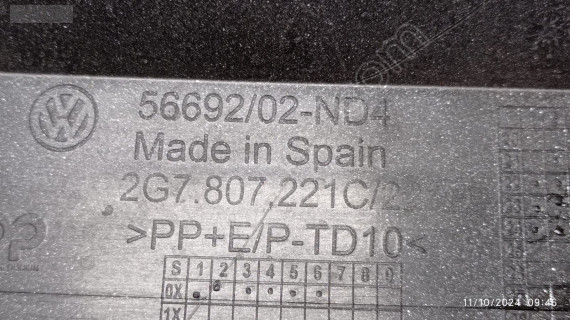 56692/02-ND4
Made in Spain
2G7.807.221C/2
>PP+E/P-TD10<
S 1 2 3 4 5 6 7 8 9
0X
1X
11/10/2024 09:46